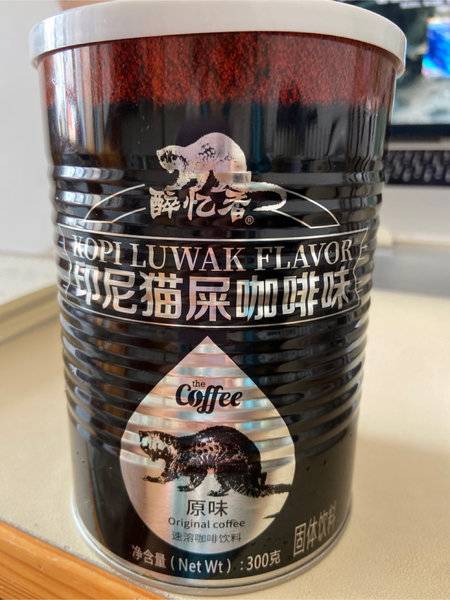 醉忆香®
KOPI LUWAK FLAVOR
印尼猫屎咖啡味
the
Coffee
原味
Original coffee
速溶咖啡饮料
净含量(Net Wt):300克
固体饮料